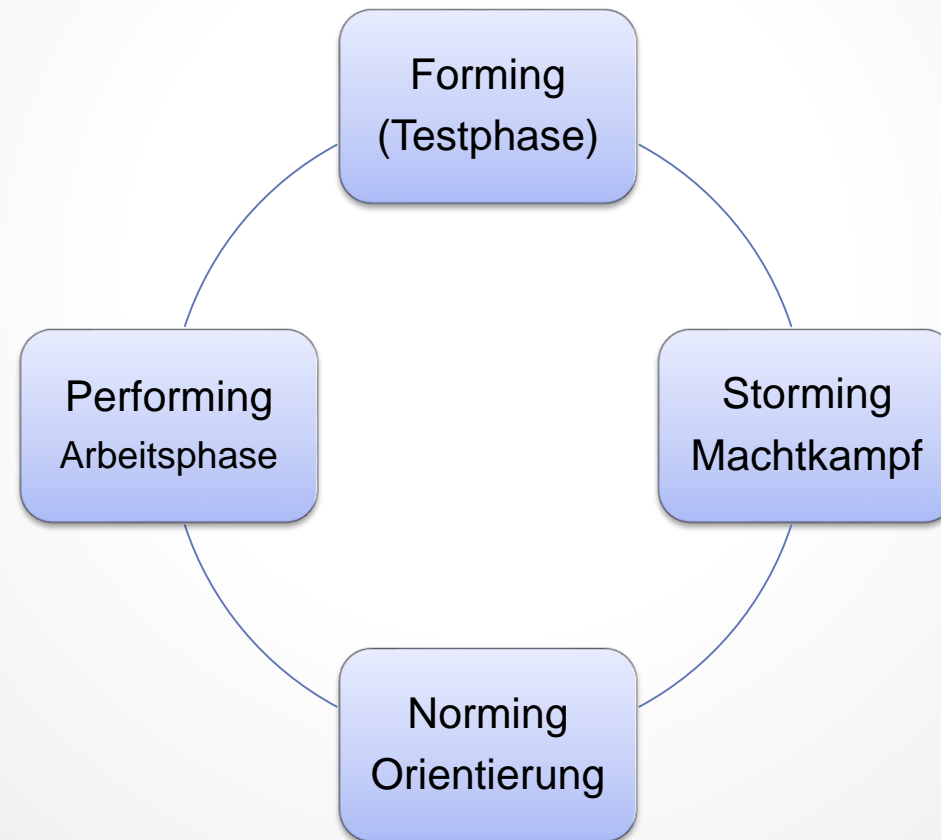 Forming
(Testphase)
Storming
Machtkampf
Norming
Orientierung
Performing
Arbeitsphase